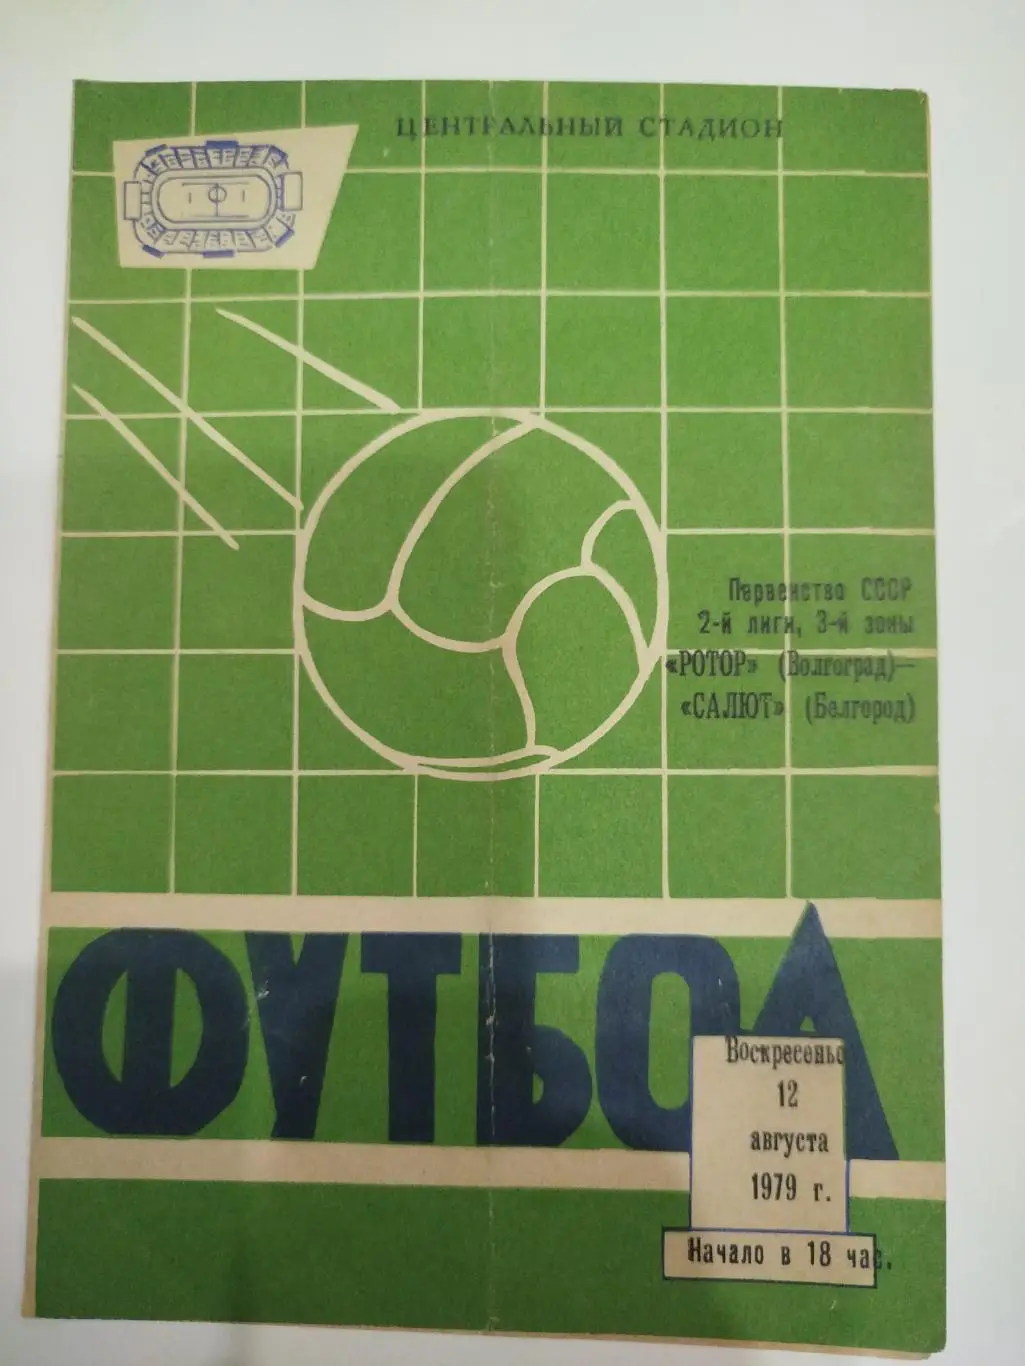 ЦЕНТРАЛЬНЫЙ СТАДИОН
Первенство СССР
2-й лиги, 3-й зоны
«РОТОР» (Волгоград)—
«САЛЮТ» (Белгород)
ФУТБОЛ
Воскресенье
12
августа
1979 г.
Начало в 18 час.